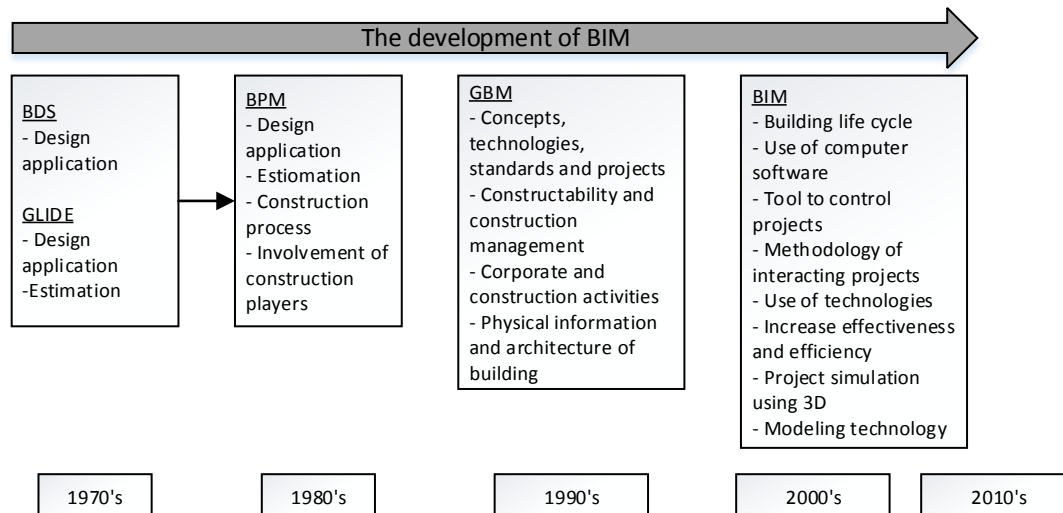 The development of BIM
BDS
- Design
application
GLIDE
- Design
application
-Estimation
BPM
- Design
application
- Estiomation
- Construction
process
- Involvement of
construction
players
GBM
- Concepts,
technologies,
standards and projects
- Constructability and
construction
management
- Corporate and
construction activities
- Physical information
and architecture of
building
BIM
- Building life cycle
- Use of computer
software
- Tool to control
projects
- Methodology of
interacting projects
- Use of technologies
- Increase effectiveness
and efficiency
- Project simulation
using 3D
- Modeling technology
1970's
1980's
1990's
2000's
2010's